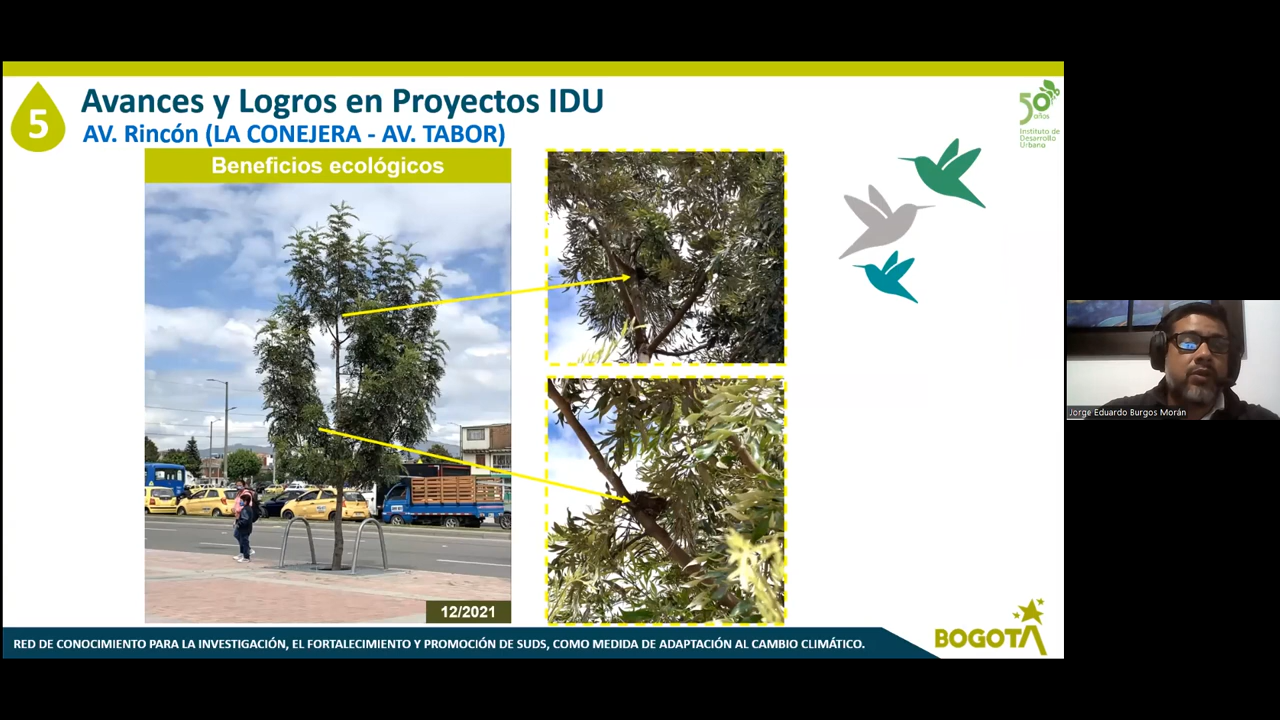 5
Avances y Logros en Proyectos IDU
AV. Rincón (LA CONEJERA - AV. TABOR)
50
años
Instituto de
Desarrollo
Urbano
Beneficios ecológicos
12/2021
Jorge Eduardo Burgos Morán
RED DE CONOCIMIENTO PARA LA INVESTIGACIÓN, EL FORTALECIMIENTO Y PROMOCIÓN DE SUDS, COMO MEDIDA DE ADAPTACIÓN AL CAMBIO CLIMÁTICO.
BOGOTÁ